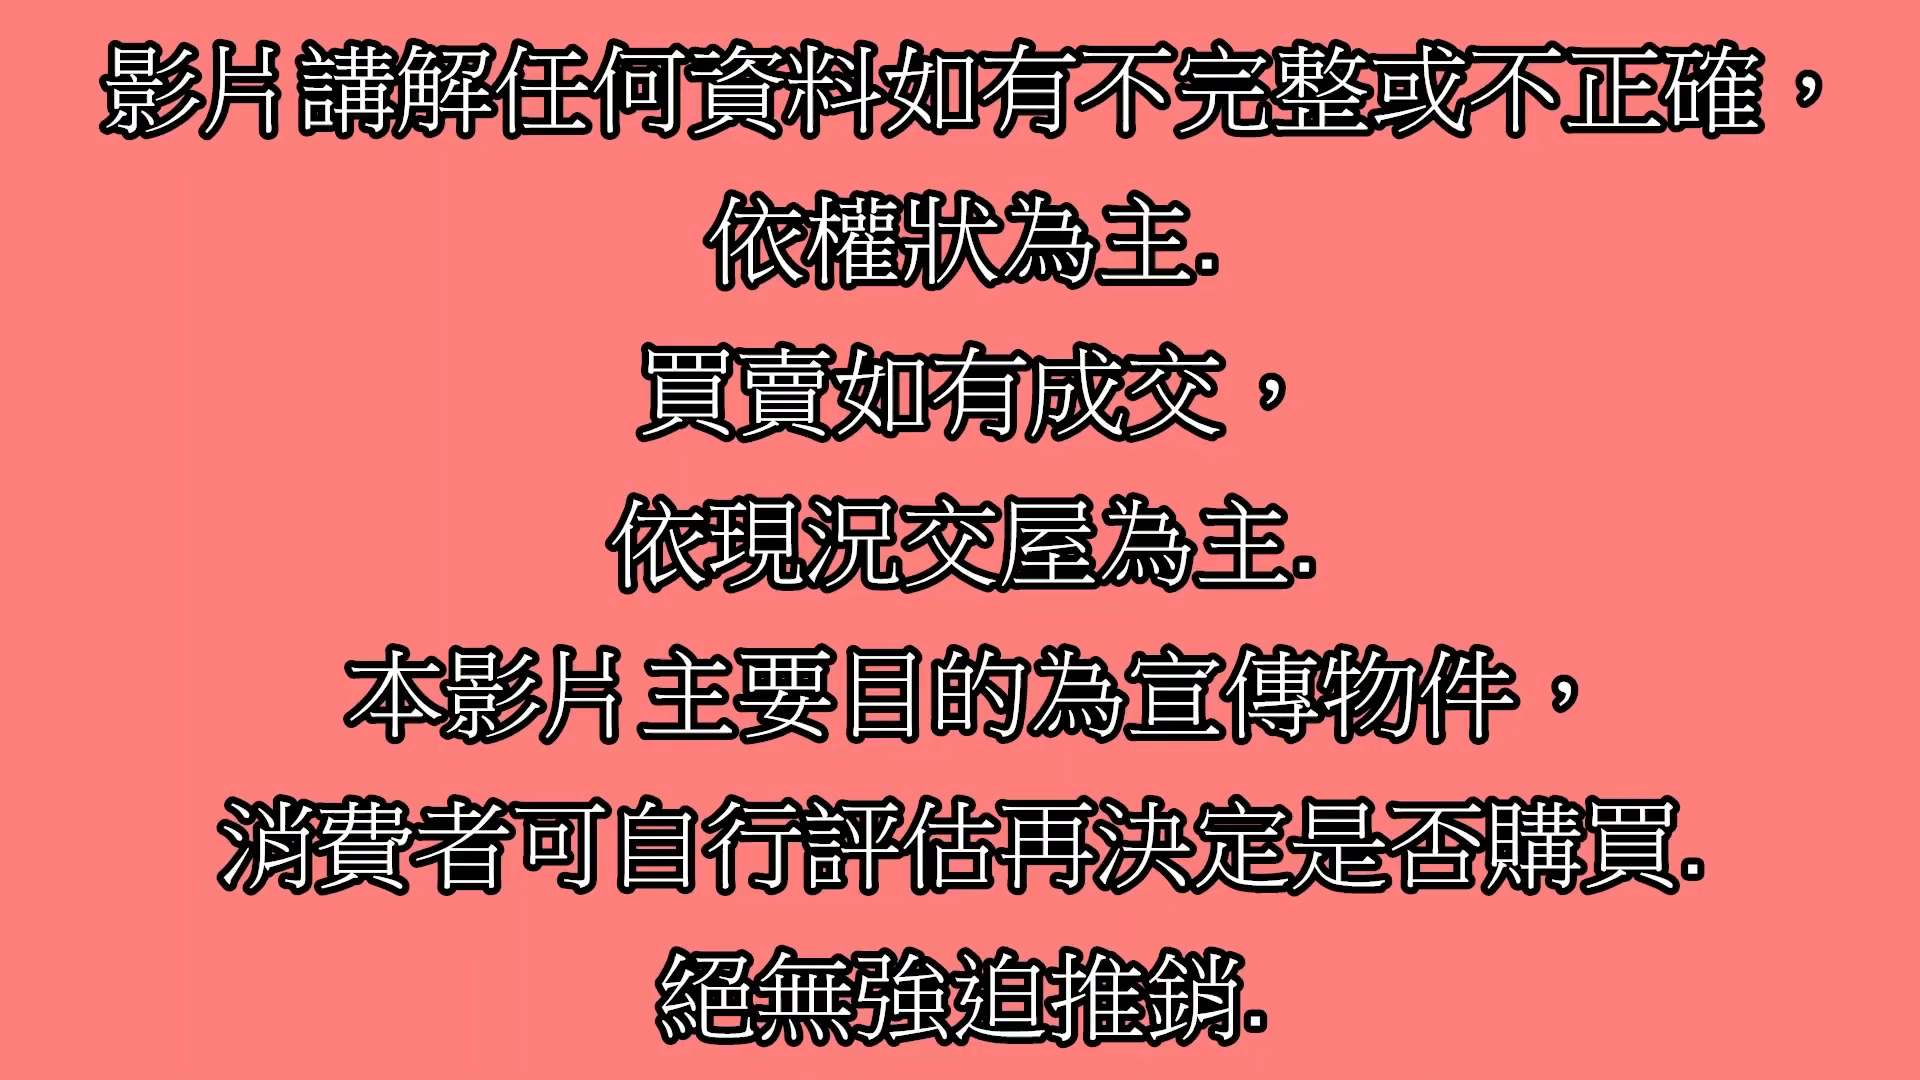 影片講解任何資料如有不完整或不正確，
依權狀為主.
買賣如有成交，
依現況交屋為主.
本影片主要目的為宣傳物件，
消費者可自行評估再決定是否購買.
絕無強迫推銷.